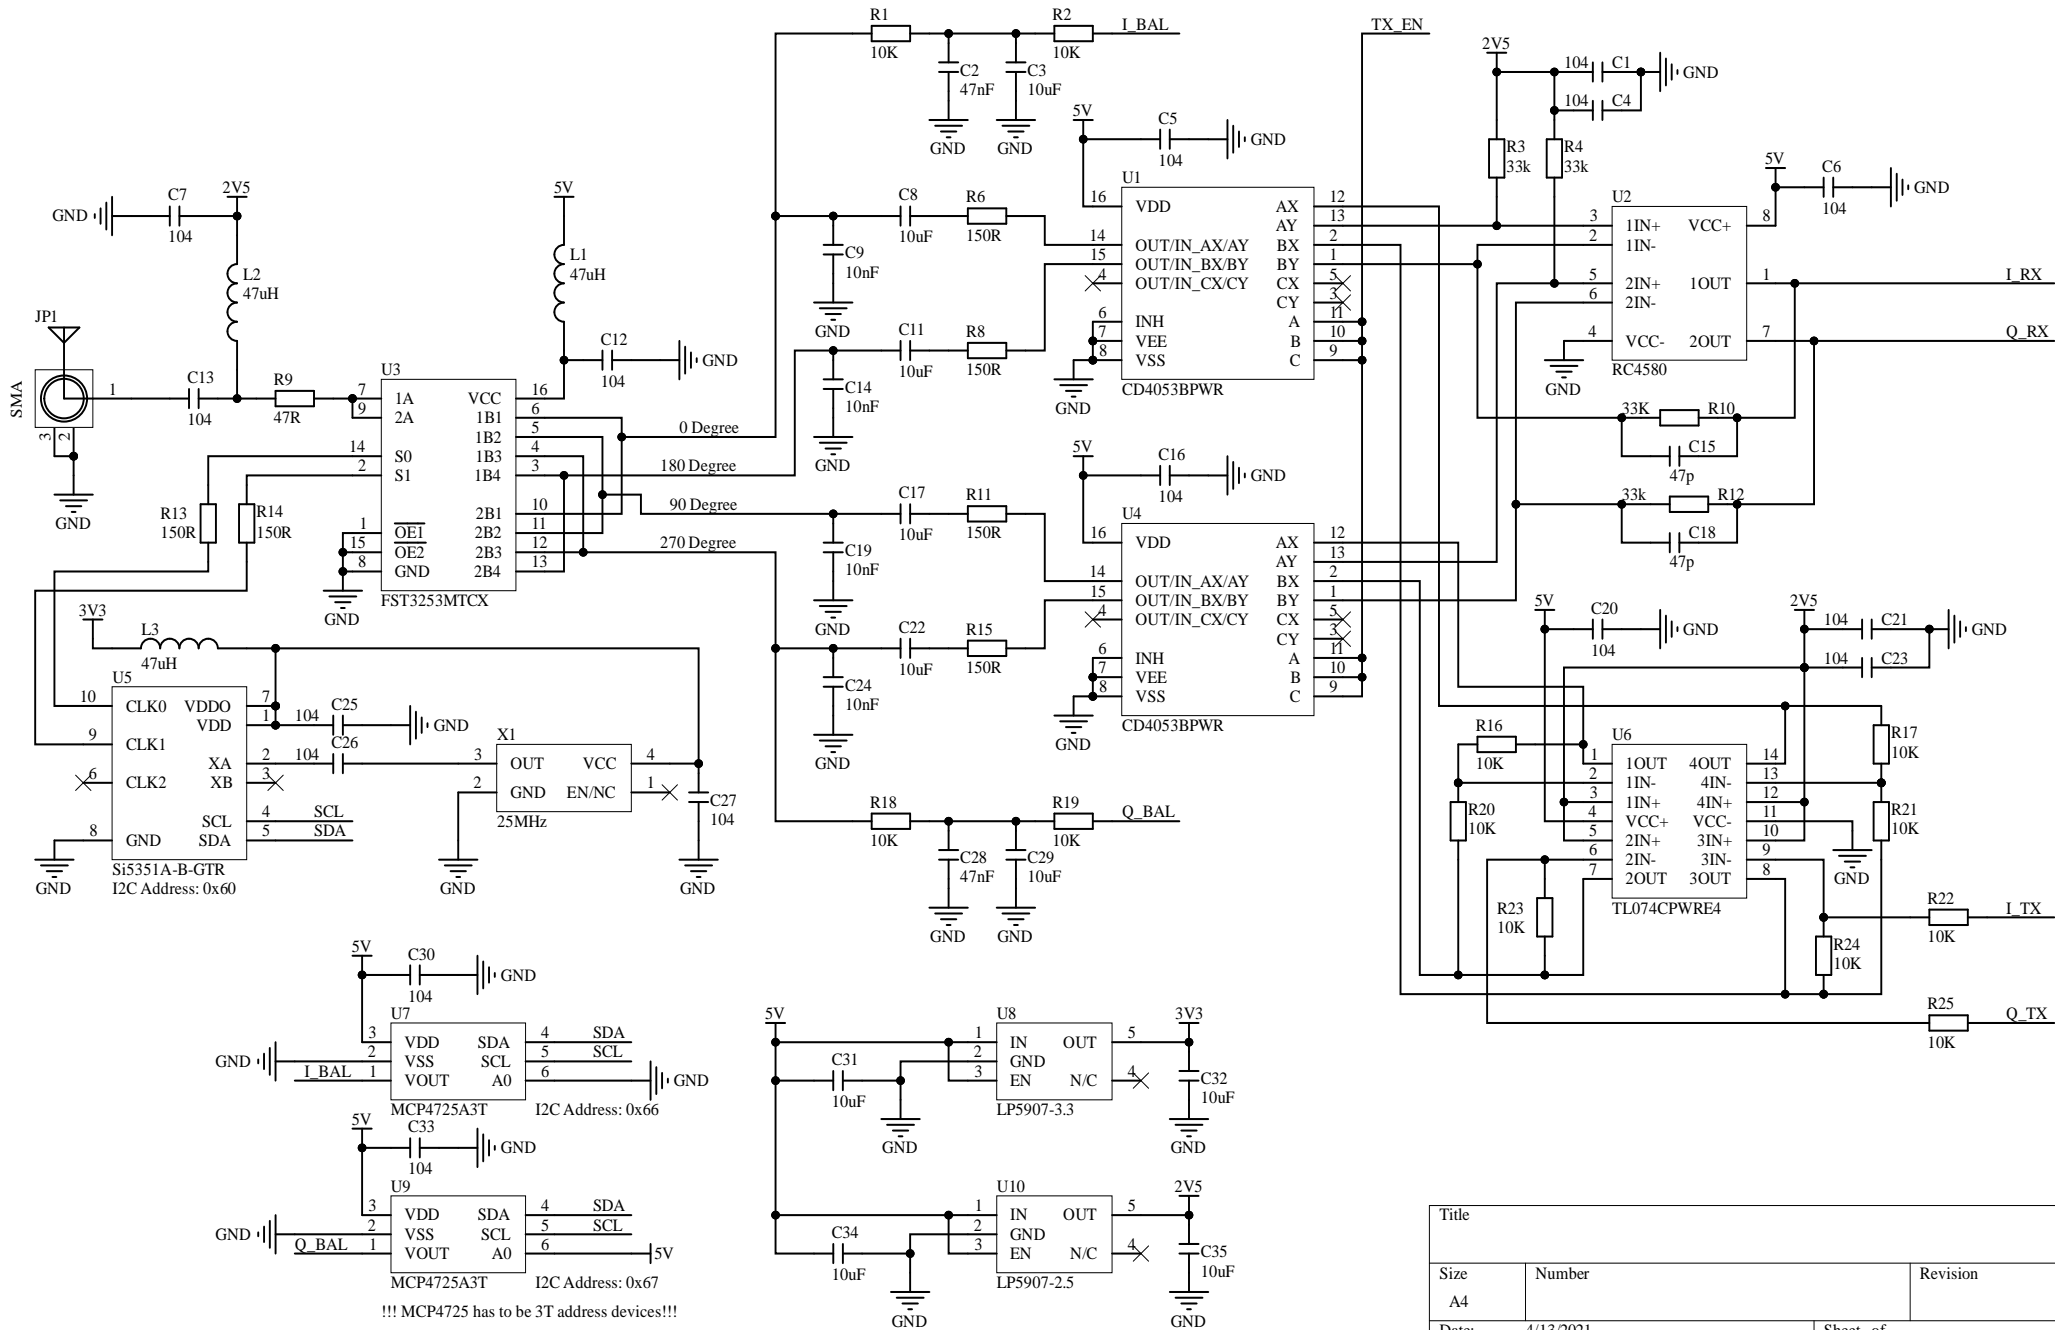 R1
10K
R2
10K
I_BAL
C2
47nF
C3
10uF
GND
GND
TX_EN
2V5
104
C1
GND
104
C4
R3
33k
R4
33k
5V
C5
104
GND
5V
C6
104
GND
GND
C7
104
2V5
L2
47uH
5V
L1
47uH
C8
10uF
R6
150R
C9
10nF
GND
C11
10uF
R8
150R
C14
10nF
GND
U1
16 VDD
14 OUT/IN_AX/AY
15 OUT/IN_BX/BY
4 OUT/IN_CX/CY
6 INH
7 VEE
8 VSS
AX 12
AY 13
BX 2
BY 1
CX 5
CY 3
A 11
B 10
C 9
GND
CD4053BPWR
U2
3 1IN+
2 1IN-
5 2IN+
6 2IN-
4 VCC-
VCC+ 8
1OUT 1
2OUT 7
GND
RC4580
I_RX
Q_RX
33K
R10
C15
47p
33k
R12
C18
47p
JP1
SMA
1
3
2
GND
C13
104
R9
47R
C12
104
GND
U3
7 1A
9 2A
14 S0
2 S1
1 OE1
15 OE2
8 GND
VCC 16
1B1 6
1B2 5
1B3 4
1B4 3
2B1 10
2B2 11
2B3 12
2B4 13
GND
FST3253MTCX
0 Degree
180 Degree
90 Degree
270 Degree
R13
150R
R14
150R
C17
10uF
R11
150R
C19
10nF
GND
C22
10uF
R15
150R
C24
10nF
GND
5V
C16
104
GND
U4
16 VDD
14 OUT/IN_AX/AY
15 OUT/IN_BX/BY
4 OUT/IN_CX/CY
6 INH
7 VEE
8 VSS
AX 12
AY 13
BX 2
BY 1
CX 5
CY 3
A 11
B 10
C 9
GND
CD4053BPWR
3V3
L3
47uH
U5
10 CLK0
9 CLK1
6 CLK2
8 GND
VDDO 7
VDD 1
XA 2
XB 3
SCL 4 SCL
SDA 5 SDA
GND
Si5351A-B-GTR
I2C Address: 0x60
104
C25
GND
104
C26
X1
3 OUT
2 GND
VCC 4
EN/NC 1
25MHz
GND
C27
104
GND
R18
10K
R19
10K
Q_BAL
C28
47nF
C29
10uF
GND
GND
5V
C20
104
GND
2V5
104
C21
GND
104
C23
R16
10K
R20
10K
R23
10K
U6
1 1OUT
2 1IN-
3 1IN+
4 VCC+
5 2IN+
6 2IN-
7 2OUT
4OUT 14
4IN- 13
4IN+ 12
VCC- 11
3IN+ 10
3IN- 9
3OUT 8
TL074CPWRE4
GND
R17
10K
R21
10K
R24
10K
R22
10K
I_TX
R25
10K
Q_TX
5V
C30
104
GND
U7
3 VDD
2 VSS
1 VOUT
SDA 4 SDA
SCL 5 SCL
A0 6
GND
I_BAL
GND
MCP4725A3T
I2C Address: 0x66
5V
C33
104
GND
U9
3 VDD
2 VSS
1 VOUT
SDA 4 SDA
SCL 5 SCL
A0 6
GND
Q_BAL
5V
MCP4725A3T
I2C Address: 0x67
!!! MCP4725 has to be 3T address devices!!!
5V
C31
10uF
GND
U8
1 IN
2 GND
3 EN
OUT 5
N/C 4
LP5907-3.3
3V3
C32
10uF
GND
C34
10uF
GND
U10
1 IN
2 GND
3 EN
OUT 5
N/C 4
LP5907-2.5
2V5
C35
10uF
GND
Title
Size
A4
Number
Revision
Date:
4/13/2021
Sheet of